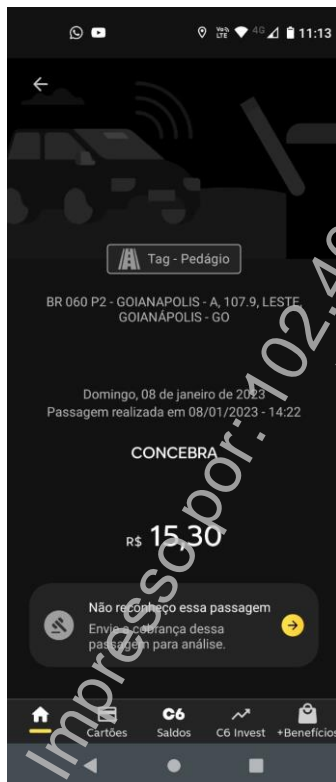 11:13
VoLTE 4G
Tag - Pedágio
BR 060 P2 - GOIANAPOLIS - A, 107.9, LESTE,
GOIANÁPOLIS - GO
Domingo, 08 de janeiro de 2023
Passagem realizada em 08/01/2023 - 14:22
CONCEBRA
R$ 15,30
Não reconheço essa passagem
Envie a cobrança dessa
passagem para análise.
C6
Cartões Saldos C6 Invest +Benefícios
Impresso por: 102.4